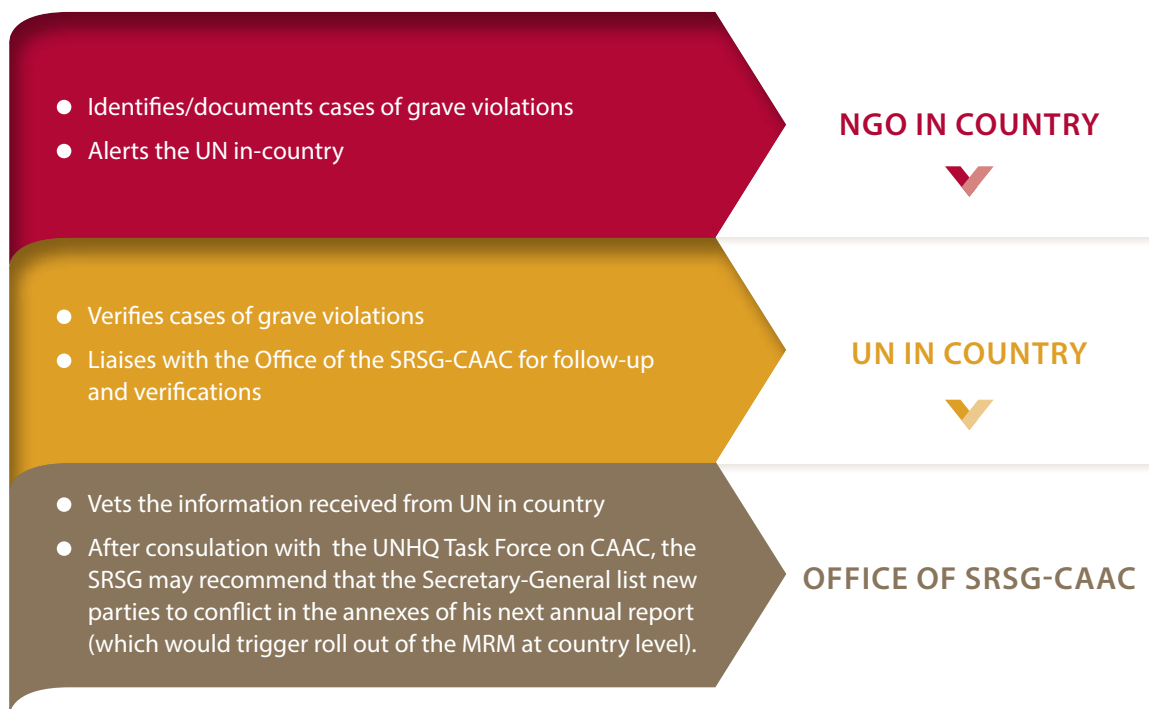 ● Identifies/documents cases of grave violations
● Alerts the UN in-country
NGO IN COUNTRY
● Verifies cases of grave violations
● Liaises with the Office of the SRSG-CAAC for follow-up
and verifications
UN IN COUNTRY
● Vets the information received from UN in country
● After consulation with the UNHQ Task Force on CAAC, the
SRSG may recommend that the Secretary-General list new
parties to conflict in the annexes of his next annual report
(which would trigger roll out of the MRM at country level).
OFFICE OF SRSG-CAAC